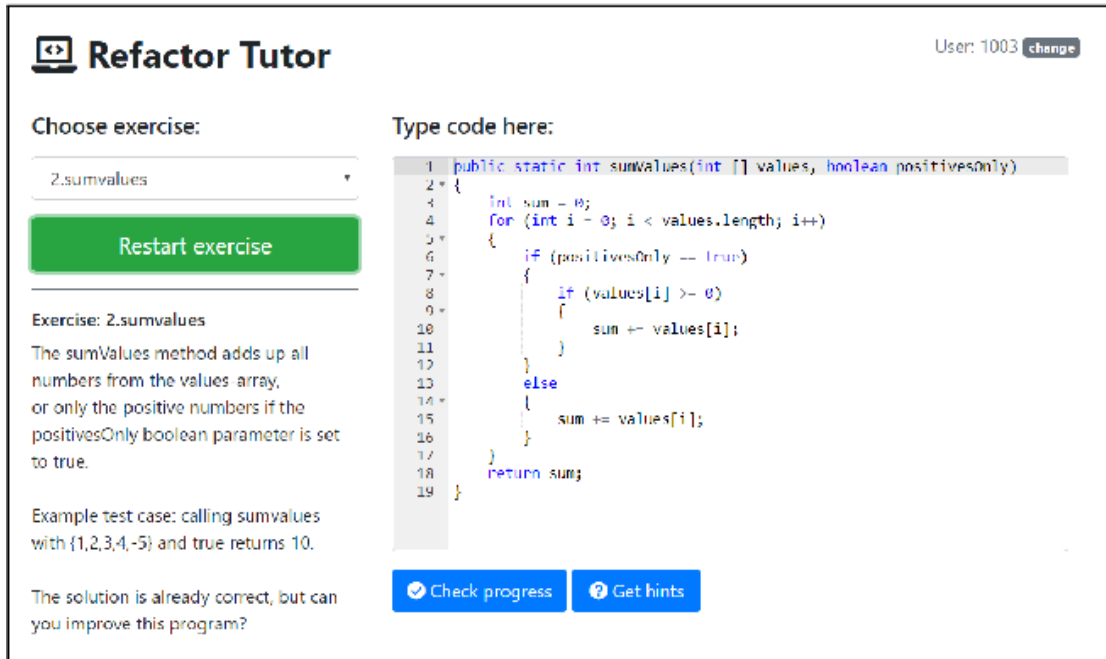 Refactor Tutor
User: 1003 change
Choose exercise:
2.sumvalues
Restart exercise
Exercise: 2.sumvalues
The sumValues method adds up all
numbers from the values-array,
or only the positive numbers if the
positivesOnly boolean parameter is set
to true.
Example test case: calling sumvalues
with {1,2,3,4,-5} and true returns 10.
The solution is already correct, but can
you improve this program?
Type code here:
1 public static int sumValues(int [] values, boolean positivesOnly)
2 {
3 int sum = 0;
4 for (int i = 0; i < values.length; i++)
5 {
6 if (positivesOnly == true)
7 {
8 if (values[i] >= 0)
9 {
10 sum += values[i];
11 }
12 }
13 else
14 {
15 sum += values[i];
16 }
17 }
18 return sum;
19 }
Check progress
Get hints